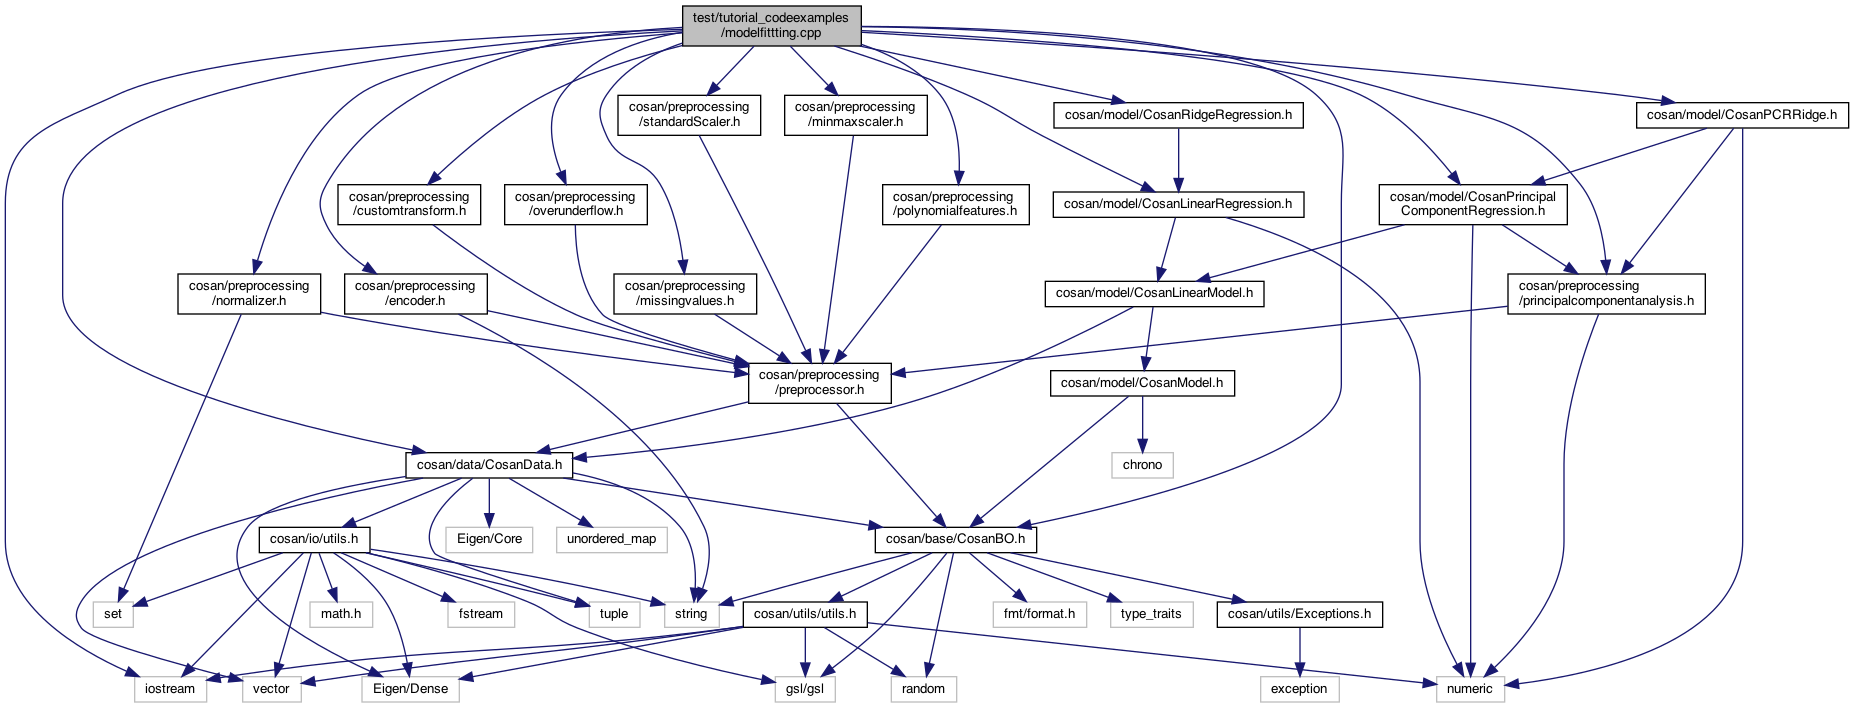 test/tutorial_codeexamples
/modelfittting.cpp
cosan/preprocessing
/standardScaler.h
cosan/preprocessing
/minmaxscaler.h
cosan/model/CosanRidgeRegression.h
cosan/model/CosanPCRRidge.h
cosan/preprocessing
/customtransform.h
cosan/preprocessing
/overunderflow.h
cosan/preprocessing
/polynomialfeatures.h
cosan/model/CosanLinearRegression.h
cosan/model/CosanPrincipal
ComponentRegression.h
cosan/preprocessing
/normalizer.h
cosan/preprocessing
/encoder.h
cosan/preprocessing
/missingvalues.h
cosan/model/CosanLinearModel.h
cosan/preprocessing
/principalcomponentanalysis.h
cosan/preprocessing
/preprocessor.h
cosan/model/CosanModel.h
cosan/data/CosanData.h
chrono
cosan/io/utils.h
Eigen/Core
unordered_map
cosan/base/CosanBO.h
set
math.h
fstream
tuple
string
cosan/utils/utils.h
fmt/format.h
type_traits
cosan/utils/Exceptions.h
iostream
vector
Eigen/Dense
gsl/gsl
random
exception
numeric